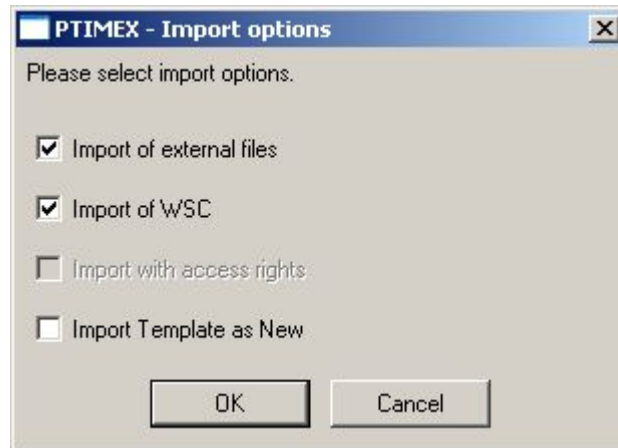 PTIMEX - Import options
Please select import options.
Import of external files
Import of WSC
Import with access rights
Import Template as New
OK Cancel